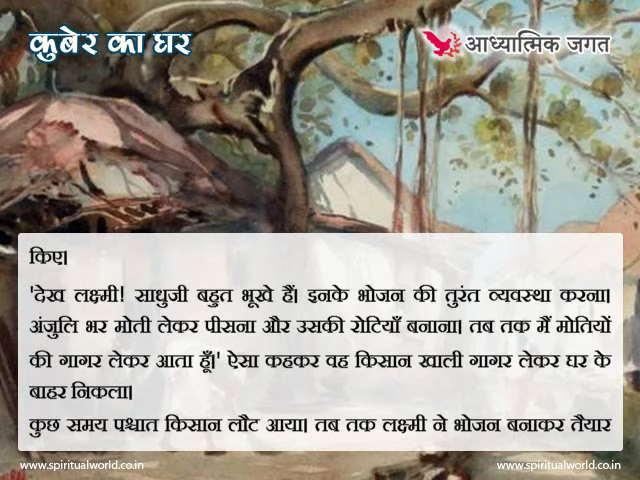 कुबेर का घर
आध्यात्मिक जगत
किए।
'देख लक्ष्मी! साधुजी बहुत भूखे हैं। इनके भोजन की तुरंत व्यवस्था करना।
अंजुलि भर मोती लेकर पीसना और उसकी रोटियाँ बनाना। तब तक मैं मोतियों
की गागर लेकर आता हूँ।' ऐसा कहकर वह किसान खाली गागर लेकर घर के
बाहर निकला।
कुछ समय पश्चात किसान लौट आया। तब तक लक्ष्मी ने भोजन बनाकर तैयार
www.spiritualworld.co.in
www.spiritualworld.co.in